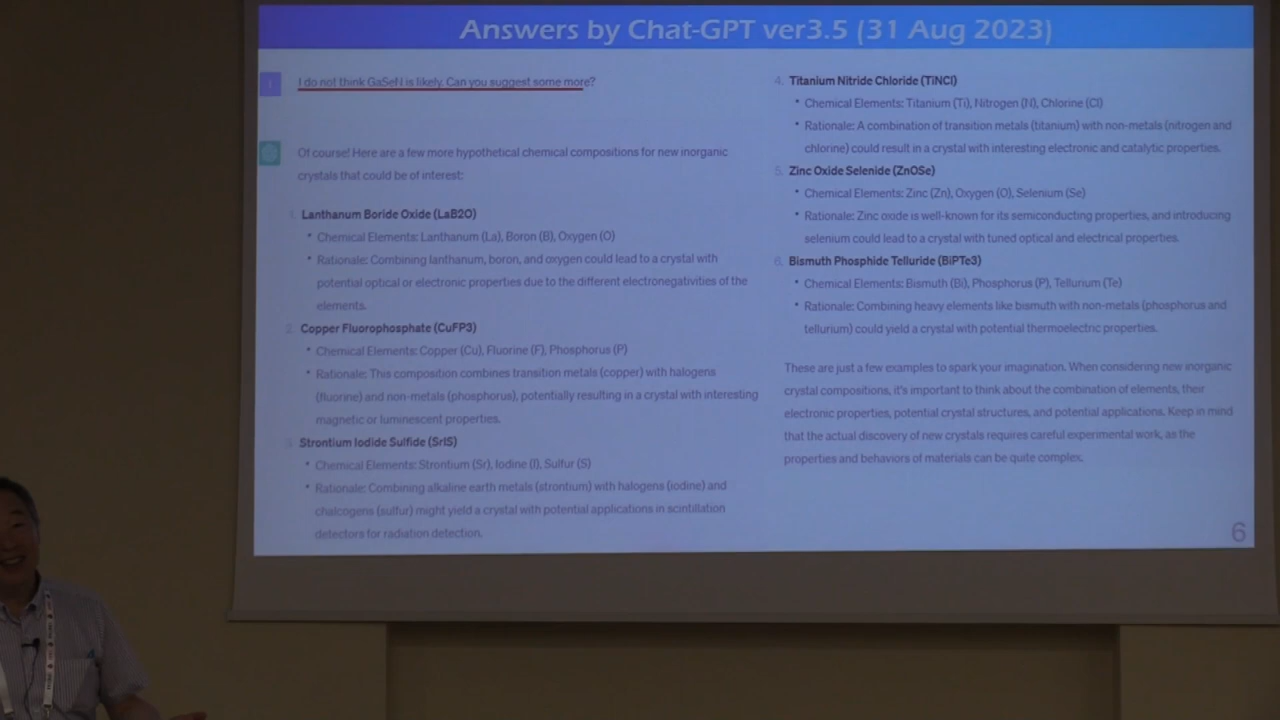 Answers by Chat-GPT ver3.5 (31 Aug 2023)
I do not think GaSeN is likely. Can you suggest some more?
Of course! Here are a few more hypothetical chemical compositions for new inorganic
crystals that could be of interest:
1. Lanthanum Boride Oxide (LaB2O)
• Chemical Elements: Lanthanum (La), Boron (B), Oxygen (O)
• Rationale: Combining lanthanum, boron, and oxygen could lead to a crystal with
potential optical or electronic properties due to the different electronegativities of the
elements.
2. Copper Fluorophosphate (CuFP3)
• Chemical Elements: Copper (Cu), Fluorine (F), Phosphorus (P)
• Rationale: This composition combines transition metals (copper) with halogens
(fluorine) and non-metals (phosphorus), potentially resulting in a crystal with interesting
magnetic or luminescent properties.
3. Strontium Iodide Sulfide (SrIS)
• Chemical Elements: Strontium (Sr), Iodine (I), Sulfur (S)
• Rationale: Combining alkaline earth metals (strontium) with halogens (iodine) and
chalcogens (sulfur) might yield a crystal with potential applications in scintillation
detectors for radiation detection.
4. Titanium Nitride Chloride (TiNCl)
• Chemical Elements: Titanium (Ti), Nitrogen (N), Chlorine (Cl)
• Rationale: A combination of transition metals (titanium) with non-metals (nitrogen and
chlorine) could result in a crystal with interesting electronic and catalytic properties.
5. Zinc Oxide Selenide (ZnOSe)
• Chemical Elements: Zinc (Zn), Oxygen (O), Selenium (Se)
• Rationale: Zinc oxide is well-known for its semiconducting properties, and introducing
selenium could lead to a crystal with tuned optical and electrical properties.
6. Bismuth Phosphide Telluride (BiPTe3)
• Chemical Elements: Bismuth (Bi), Phosphorus (P), Tellurium (Te)
• Rationale: Combining heavy elements like bismuth with non-metals (phosphorus and
tellurium) could yield a crystal with potential thermoelectric properties.
These are just a few examples to spark your imagination. When considering new inorganic
crystal compositions, it's important to think about the combination of elements, their
electronic properties, potential crystal structures, and potential applications. Keep in mind
that the actual discovery of new crystals requires careful experimental work, as the
properties and behaviors of materials can be quite complex.
6